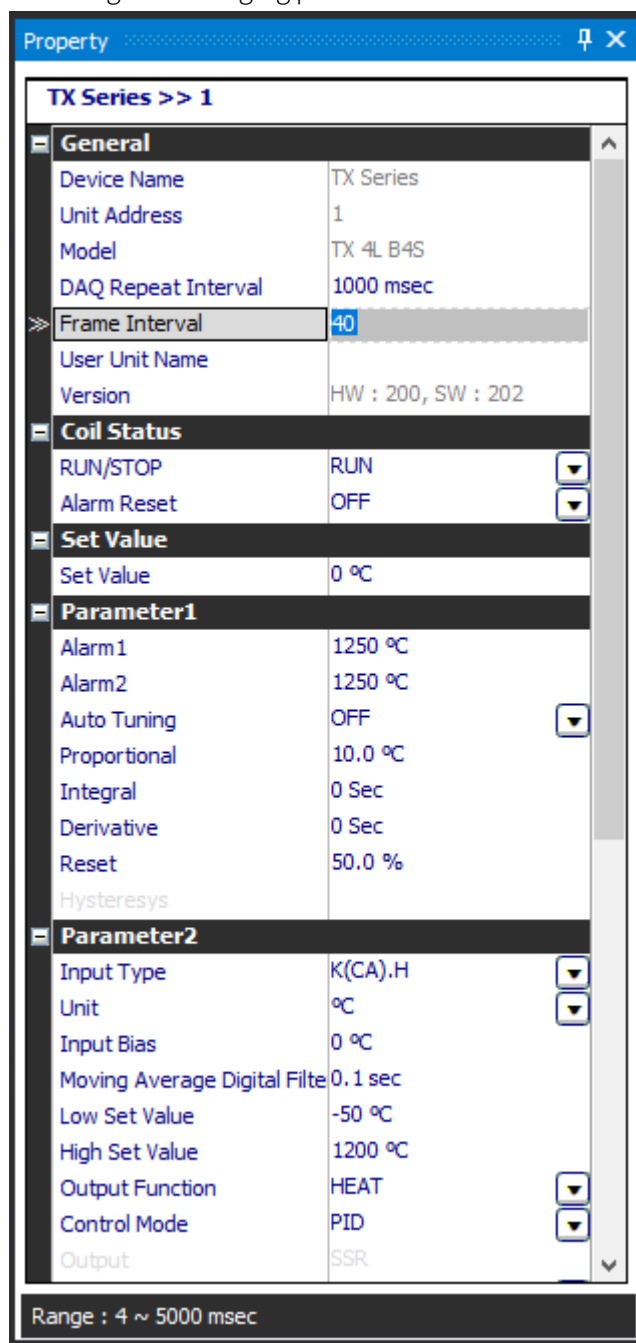 Property
TX Series >> 1
General
Device Name TX Series
Unit Address 1
Model TX 4L B4S
DAQ Repeat Interval 1000 msec
Frame Interval 40
User Unit Name
Version HW : 200, SW : 202
Coil Status
RUN/STOP RUN
Alarm Reset OFF
Set Value
Set Value 0 ºC
Parameter1
Alarm1 1250 ºC
Alarm2 1250 ºC
Auto Tuning OFF
Proportional 10.0 ºC
Integral 0 Sec
Derivative 0 Sec
Reset 50.0 %
Hysteresys
Parameter2
Input Type K(CA).H
Unit ºC
Input Bias 0 ºC
Moving Average Digital Filte 0.1 sec
Low Set Value -50 ºC
High Set Value 1200 ºC
Output Function HEAT
Control Mode PID
Output SSR
Range : 4 ~ 5000 msec